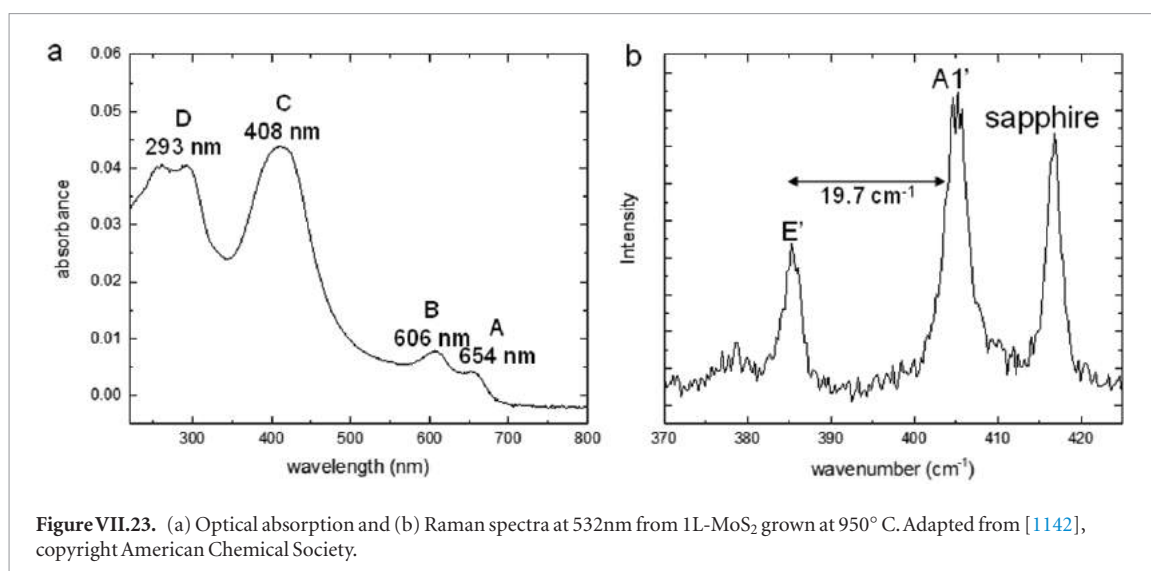 a
0.06
0.05
0.04
0.03
0.02
0.01
0.00
absorbance
D
293 nm
C
408 nm
B
606 nm
A
654 nm
300 400 500 600 700 800
wavelength (nm)
b
Intensity
E'
19.7 cm⁻¹
A1'
sapphire
370 380 390 400 410 420
wavenumber (cm⁻¹)
Figure VII.23. (a) Optical absorption and (b) Raman spectra at 532nm from 1L-MoS₂ grown at 950° C. Adapted from [1142],
copyright American Chemical Society.